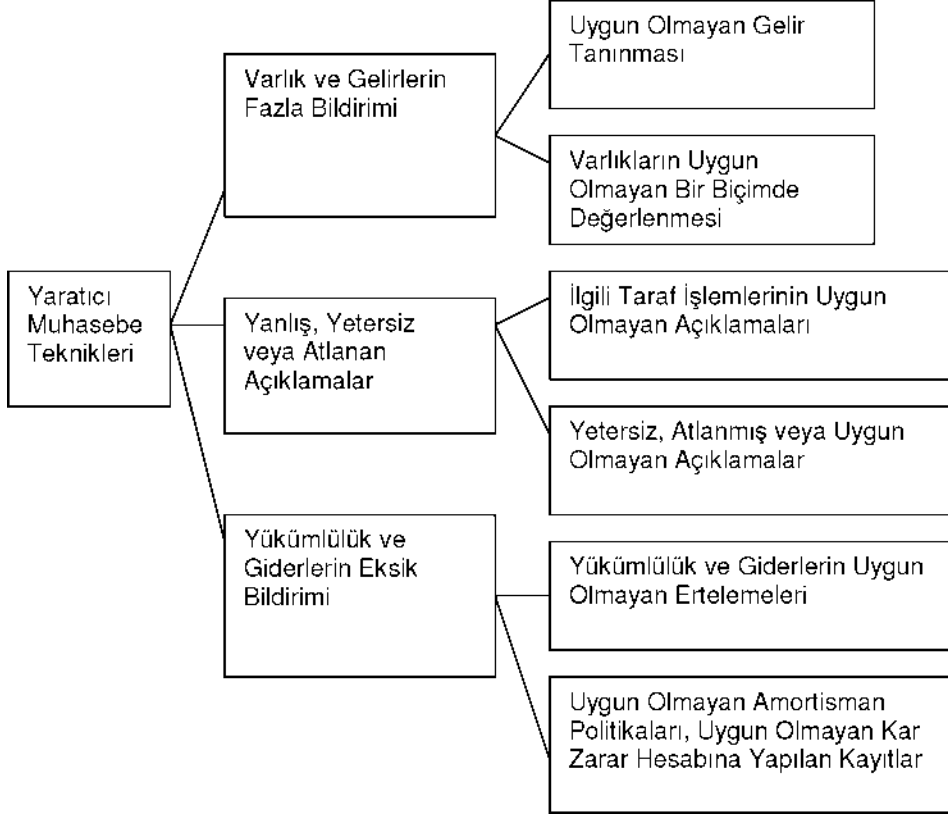 Yaratıcı
Muhasebe
Teknikleri
Varlık ve Gelirlerin
Fazla Bildirimi
Uygun Olmayan Gelir
Tanınması
Varlıkların Uygun
Olmayan Bir Biçimde
Değerlenmesi
Yanlış, Yetersiz
veya Atlanan
Açıklamalar
İlgili Taraf İşlemlerinin Uygun
Olmayan Açıklamaları
Yetersiz, Atlanmış veya Uygun
Olmayan Açıklamalar
Yükümlülük ve
Giderlerin Eksik
Bildirimi
Yükümlülük ve Giderlerin Uygun
Olmayan Ertelemeleri
Uygun Olmayan Amortisman
Politikaları, Uygun Olmayan Kar
Zarar Hesabına Yapılan Kayıtlar